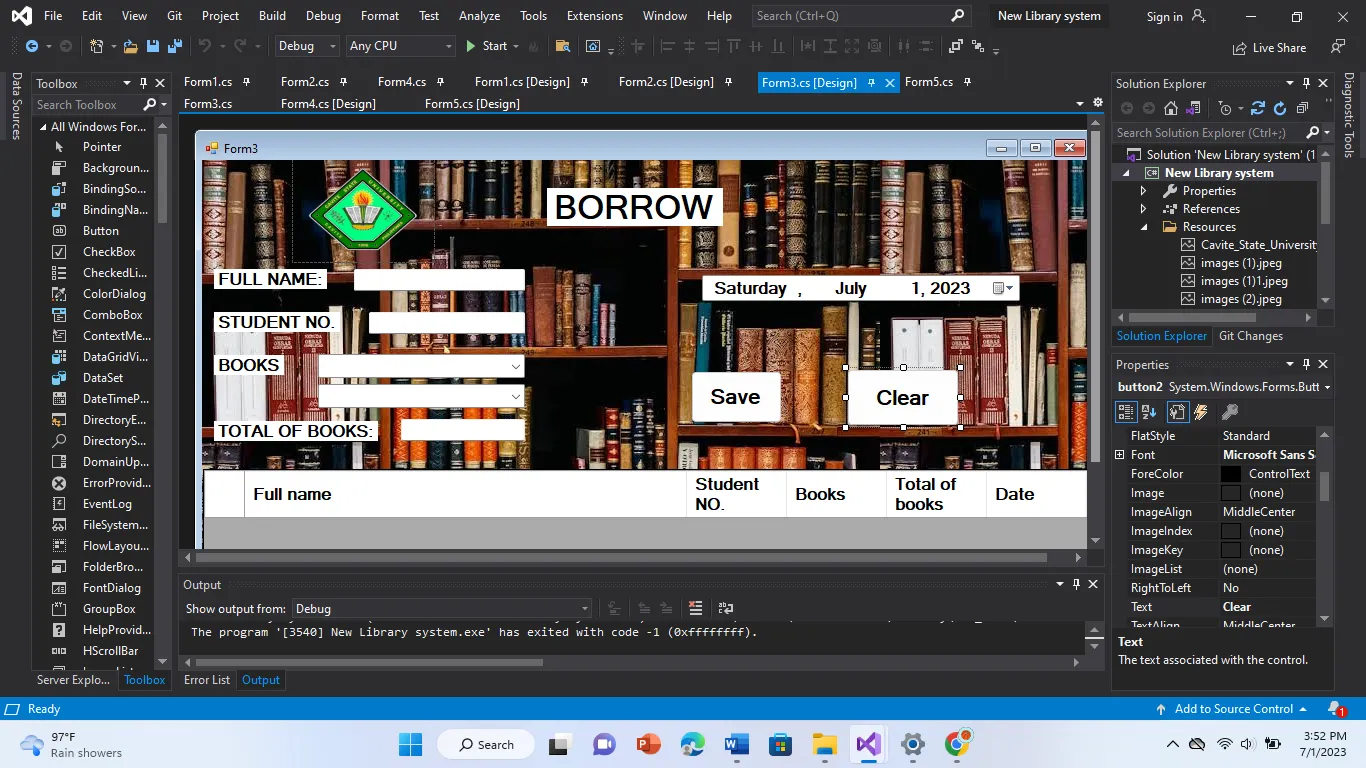 File Edit View Git Project Build Debug Format Test Analyze Tools Extensions Window Help Search (Ctrl+Q) New Library system Sign in
Debug Any CPU Start Live Share
Data Sources
Toolbox
Search Toolbox
All Windows For...
Pointer
Backgroun...
BindingSo...
BindingNa...
Button
CheckBox
CheckedLi...
ColorDialog
ComboBox
ContextMe...
DataGridVi...
DataSet
DateTimeP...
DirectoryE...
DirectoryS...
DomainUp...
ErrorProvid...
EventLog
FileSystem...
FlowLayou...
FolderBro...
FontDialog
GroupBox
HelpProvid...
HScrollBar
Server Explo... Toolbox
Form1.cs Form2.cs Form4.cs Form1.cs [Design] Form2.cs [Design] Form3.cs [Design] Form5.cs
Form3.cs Form4.cs [Design] Form5.cs [Design]
Form3
BORROW
FULL NAME:
Saturday , July 1, 2023
STUDENT NO.
BOOKS
Save Clear
TOTAL OF BOOKS:
Full name Student NO. Books Total of books Date
Output
Show output from: Debug
The program '[3540] New Library system.exe' has exited with code -1 (0xffffffff).
Error List Output
Diagnostic Tools
Solution Explorer
Search Solution Explorer (Ctrl+;)
Solution 'New Library system' (1
C# New Library system
Properties
References
Resources
Cavite_State_Universit
images (1).jpeg
images (1)1.jpeg
images (2).jpeg
Solution Explorer Git Changes
Properties
button2 System.Windows.Forms.Butt
FlatStyle Standard
Font Microsoft Sans S
ForeColor ControlText
Image (none)
ImageAlign MiddleCenter
ImageIndex (none)
ImageKey (none)
ImageList (none)
RightToLeft No
Text Clear
TextAlign MiddleCenter
Text
The text associated with the control.
Ready Add to Source Control 1
97°F
Rain showers
Search
3:52 PM
7/1/2023